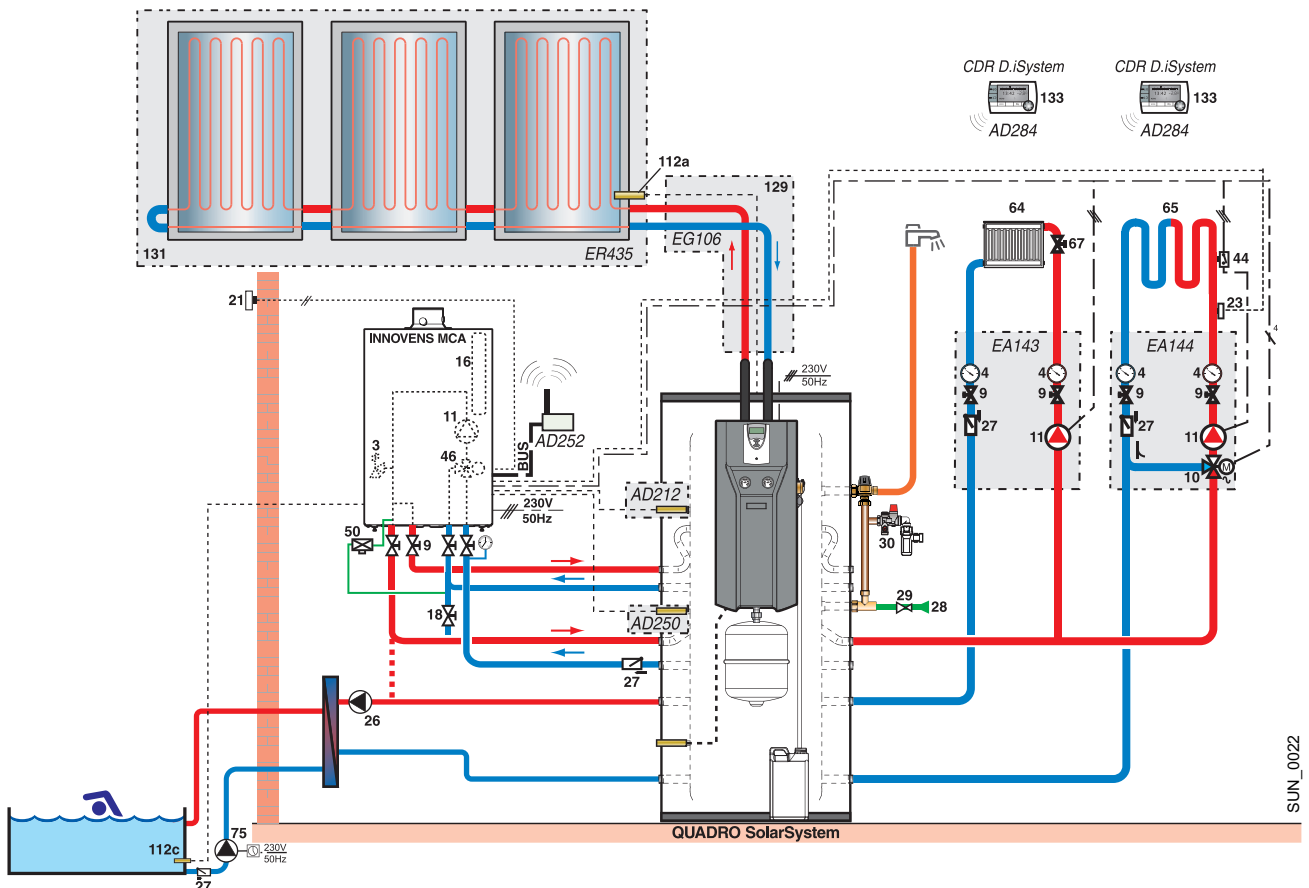 CDR D.iSystem
133
AD284
CDR D.iSystem
133
AD284
112a
129
EG106
131
ER435
64
67
65
44
23
4
21
INNOVENS MCA
16
11
3
46
BUS
AD252
230V
50Hz
230V
50Hz
EA143
4
4
9
9
27
11
EA144
4
4
9
9
27
11
10
M
AD212
50
9
18
AD250
30
29
28
27
26
75
230V
50Hz
112c
27
QUADRO SolarSystem
SUN_0022